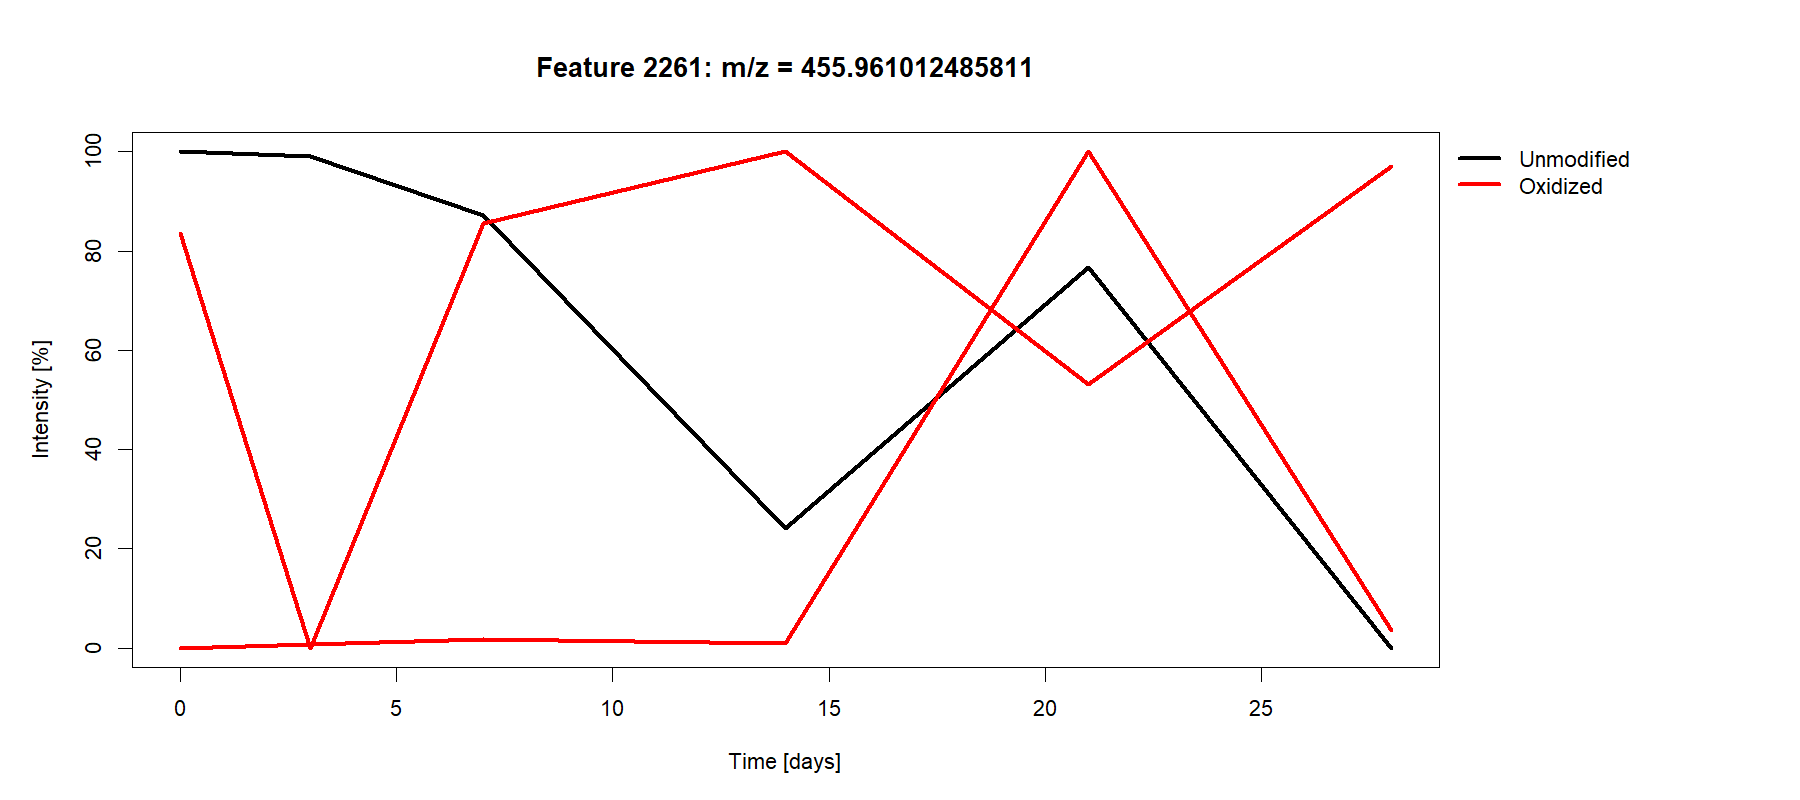 Feature 2261: m/z = 455.961012485811
Unmodified
Oxidized
Intensity [%]
100
80
60
40
20
0
0 5 10 15 20 25
Time [days]